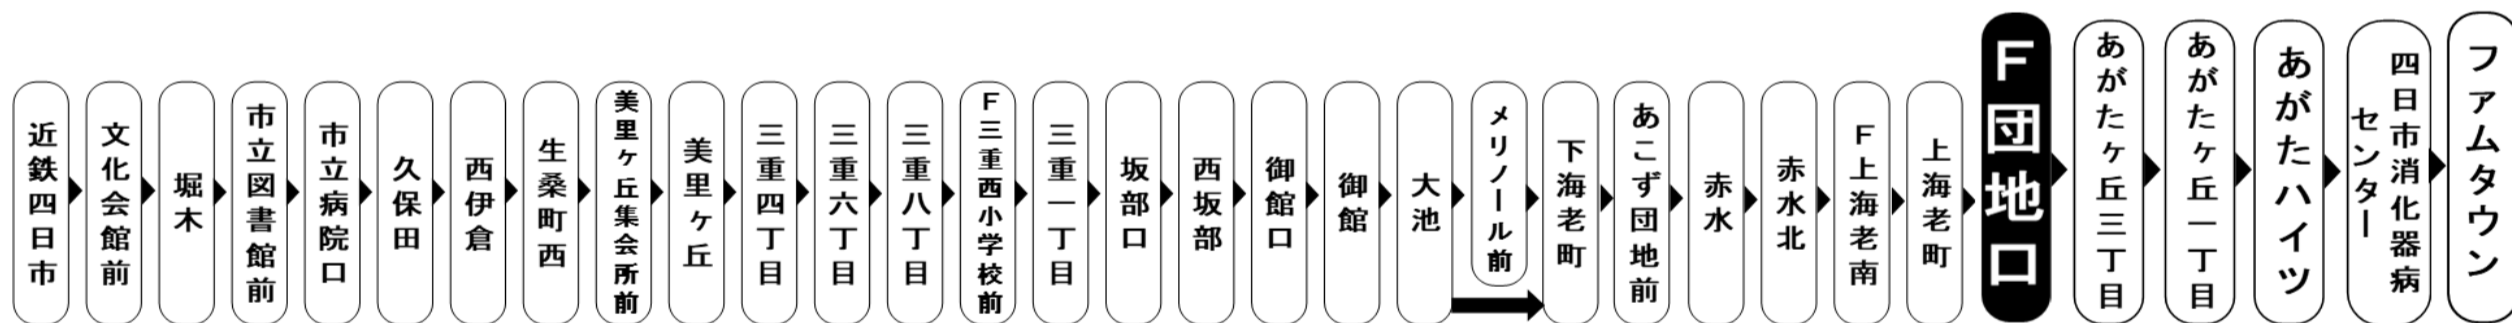 近鉄四日市
文化会館前
堀木
市立図書館前
市立病院口
久保田
西伊倉
生桑町西
美里ヶ丘集会所前
美里ヶ丘
三重四丁目
三重六丁目
三重八丁目
F三重西小学校前
三重一丁目
坂部口
西坂部
御館口
御館
大池
メリノール前
下海老町
あこず団地前
赤水
赤水北
F上海老南
上海老町
F団地口
あがたヶ丘三丁目
あがたヶ丘一丁目
あがたハイツ
四日市消化器病
センター
ファムタウン